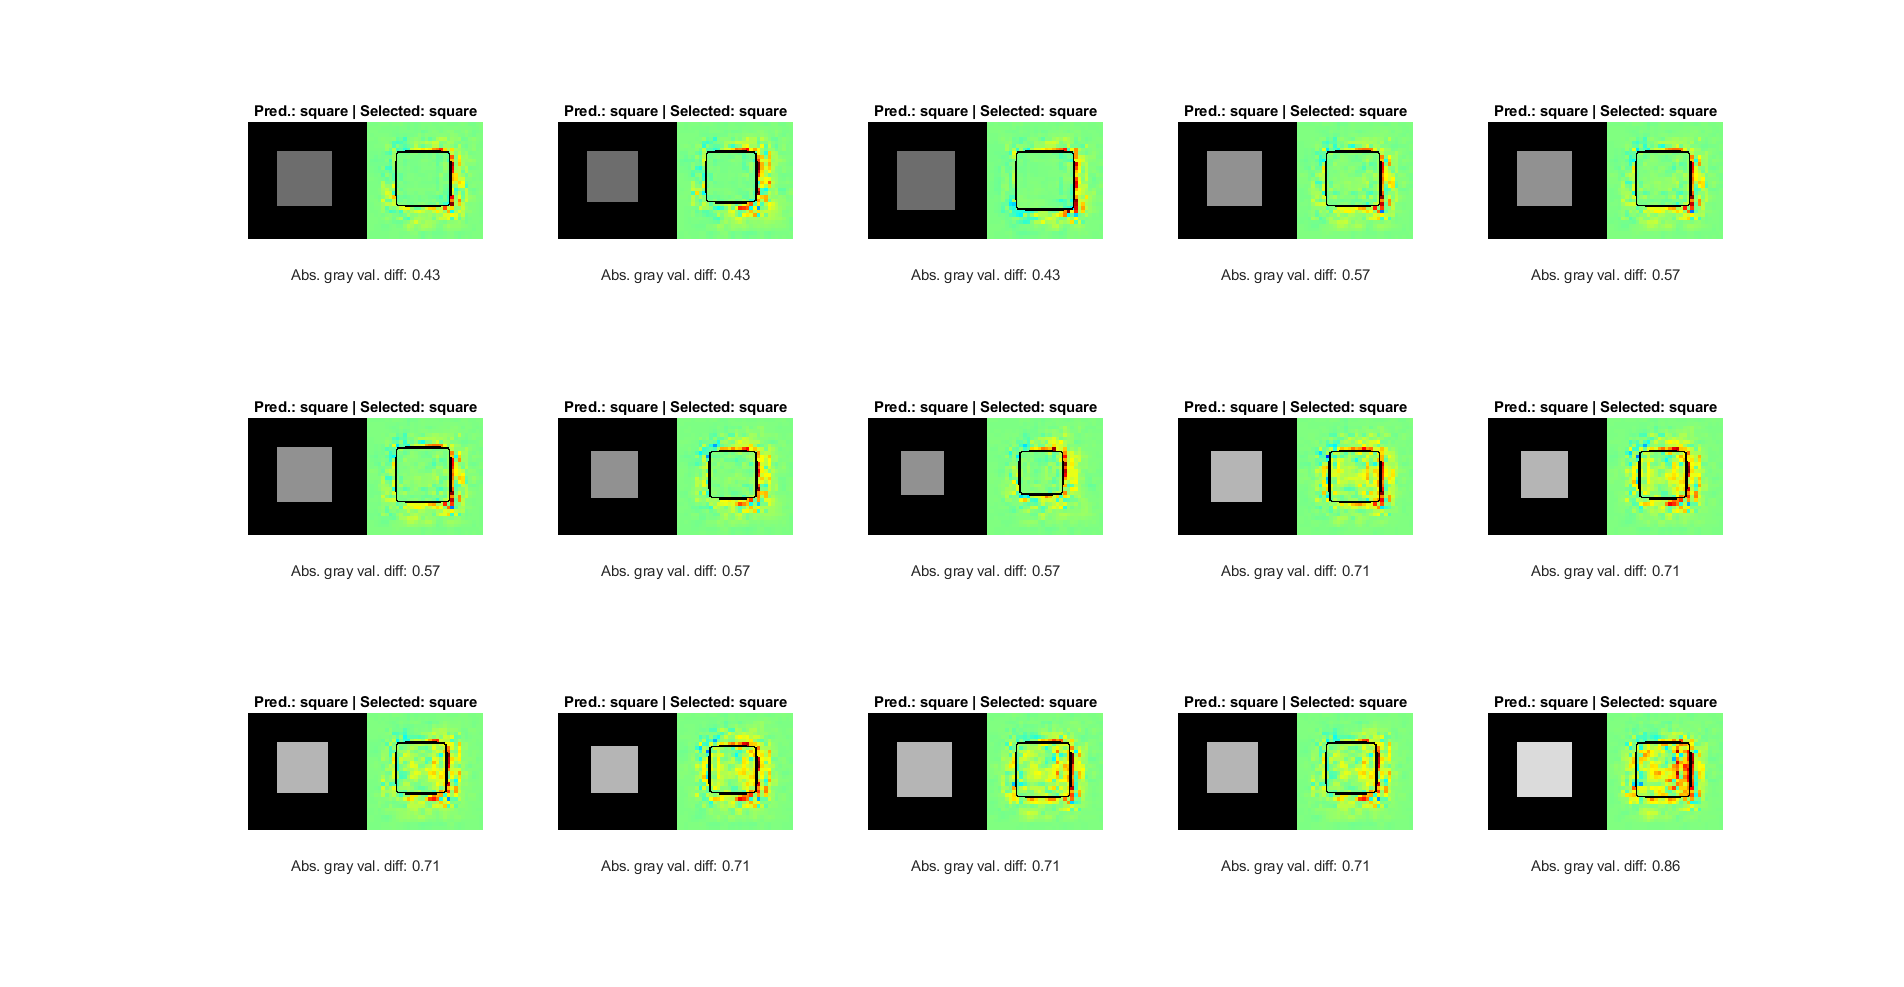 Pred.: square | Selected: square
Pred.: square | Selected: square
Pred.: square | Selected: square
Pred.: square | Selected: square
Pred.: square | Selected: square
Abs. gray val. diff: 0.43
Abs. gray val. diff: 0.43
Abs. gray val. diff: 0.43
Abs. gray val. diff: 0.57
Abs. gray val. diff: 0.57
Pred.: square | Selected: square
Pred.: square | Selected: square
Pred.: square | Selected: square
Pred.: square | Selected: square
Pred.: square | Selected: square
Abs. gray val. diff: 0.57
Abs. gray val. diff: 0.57
Abs. gray val. diff: 0.57
Abs. gray val. diff: 0.71
Abs. gray val. diff: 0.71
Pred.: square | Selected: square
Pred.: square | Selected: square
Pred.: square | Selected: square
Pred.: square | Selected: square
Pred.: square | Selected: square
Abs. gray val. diff: 0.71
Abs. gray val. diff: 0.71
Abs. gray val. diff: 0.71
Abs. gray val. diff: 0.71
Abs. gray val. diff: 0.86